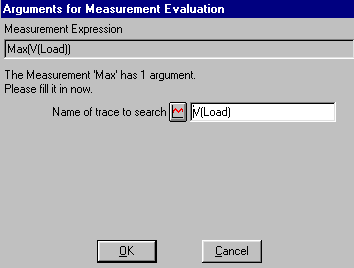 Arguments for Measurement Evaluation
Measurement Expression
Max(V(Load))
The Measurement 'Max' has 1 argument.
Please fill it in now.
Name of trace to search V(Load)
OK Cancel